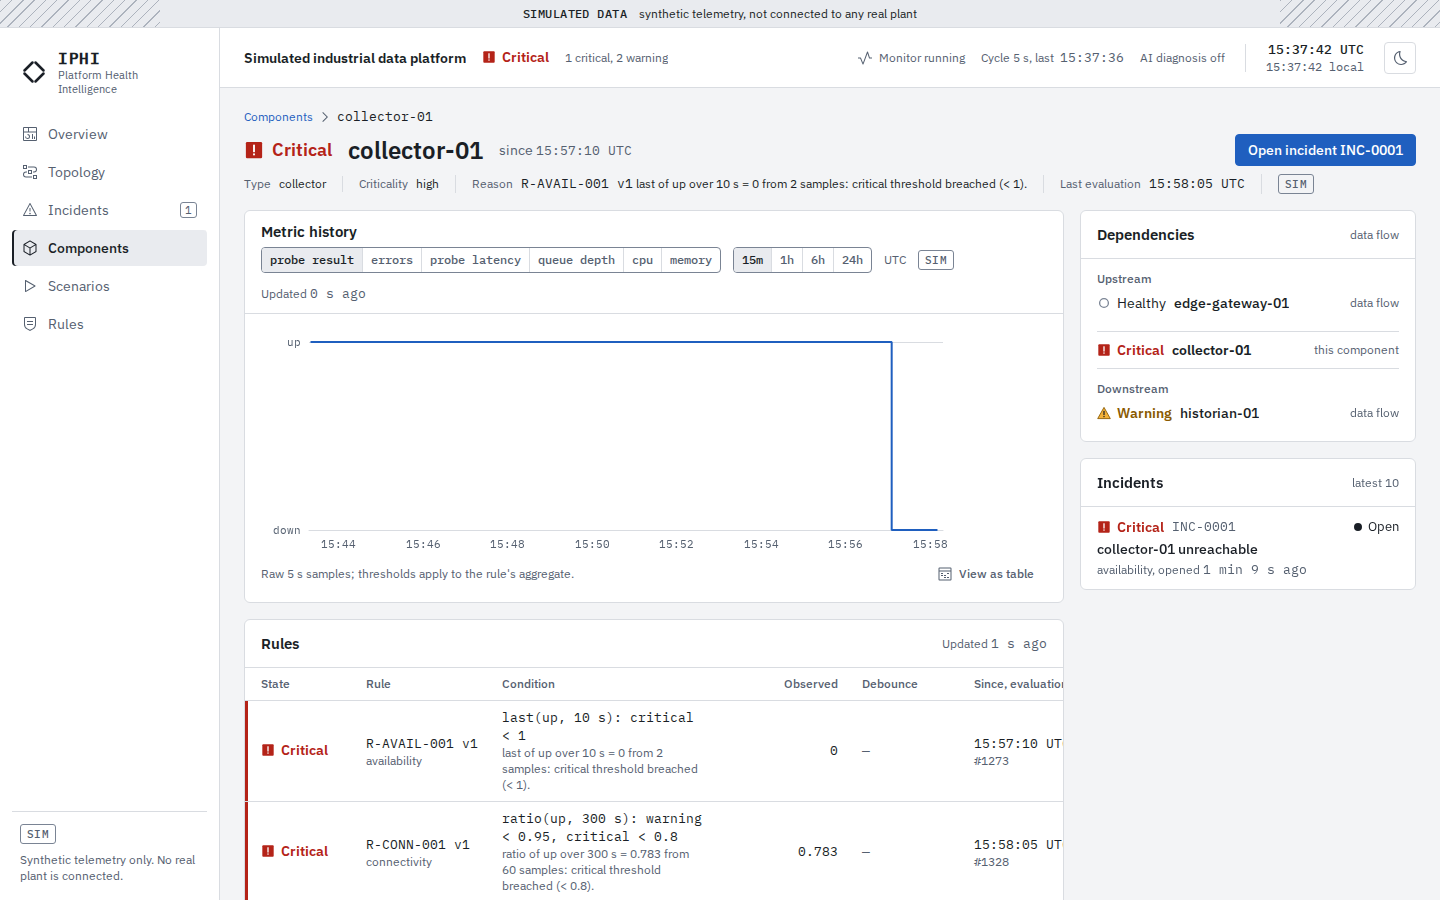 SIMULATED DATA synthetic telemetry, not connected to any real plant
IPHI
Platform Health
Intelligence
Overview
Topology
Incidents 1
Components
Scenarios
Rules
SIM
Synthetic telemetry only. No real
plant is connected.
Simulated industrial data platform Critical 1 critical, 2 warning
Monitor running Cycle 5 s, last 15:37:36 AI diagnosis off
15:37:42 UTC
15:37:42 local
Components collector-01
Critical collector-01 since 15:57:10 UTC
Open incident INC-0001
Type collector Criticality high Reason R-AVAIL-001 v1 last of up over 10 s = 0 from 2 samples: critical threshold breached (< 1). Last evaluation 15:58:05 UTC SIM
Metric history
probe result errors probe latency queue depth cpu memory 15m 1h 6h 24h UTC SIM
Updated 0 s ago
up
down
15:44 15:46 15:48 15:50 15:52 15:54 15:56 15:58
Raw 5 s samples; thresholds apply to the rule's aggregate.
View as table
Rules Updated 1 s ago
State Rule Condition Observed Debounce Since, evaluation
Critical R-AVAIL-001 v1
availability
last(up, 10 s): critical
< 1
last of up over 10 s = 0 from 2
samples: critical threshold breached
(< 1).
0 — 15:57:10 UT
#1273
Critical R-CONN-001 v1
connectivity
ratio(up, 300 s): warning
< 0.95, critical < 0.8
ratio of up over 300 s = 0.783 from
60 samples: critical threshold
breached (< 0.8).
0.783 — 15:58:05 UT
#1328
Dependencies data flow
Upstream
Healthy edge-gateway-01 data flow
Critical collector-01 this component
Downstream
Warning historian-01 data flow
Incidents latest 10
Critical INC-0001 Open
collector-01 unreachable
availability, opened 1 min 9 s ago